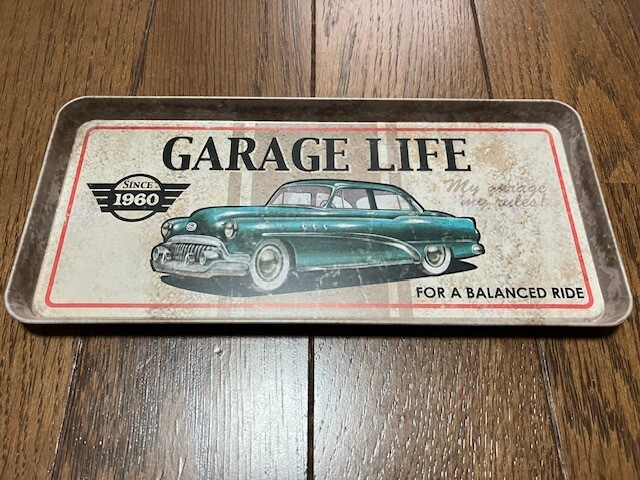 GARAGE LIFE
SINCE
1960
My garage
my rules!
FOR A BALANCED RIDE